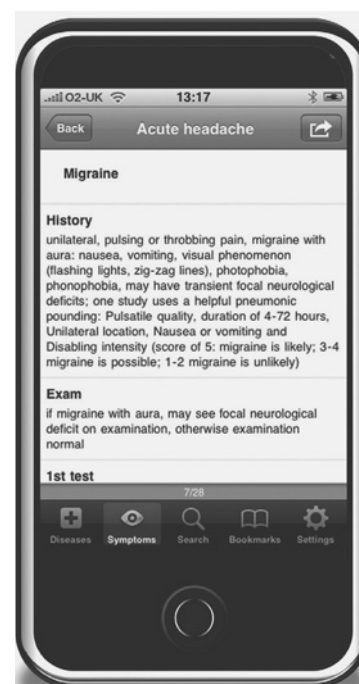 O2-UK 13:17
Back Acute headache
Migraine
History
unilateral, pulsing or throbbing pain, migraine with
aura: nausea, vomiting, visual phenomenon
(flashing lights, zig-zag lines), photophobia,
phonophobia, may have transient focal neurological
deficits; one study uses a helpful pneumonic
pounding: Pulsatile quality, duration of 4-72 hours,
Unilateral location, Nausea or vomiting and
Disabling intensity (score of 5: migraine is likely; 3-4
migraine is possible; 1-2 migraine is unlikely)
Exam
if migraine with aura, may see focal neurological
deficit on examination, otherwise examination
normal
1st test
7/28
Diseases Symptoms Search Bookmarks Settings